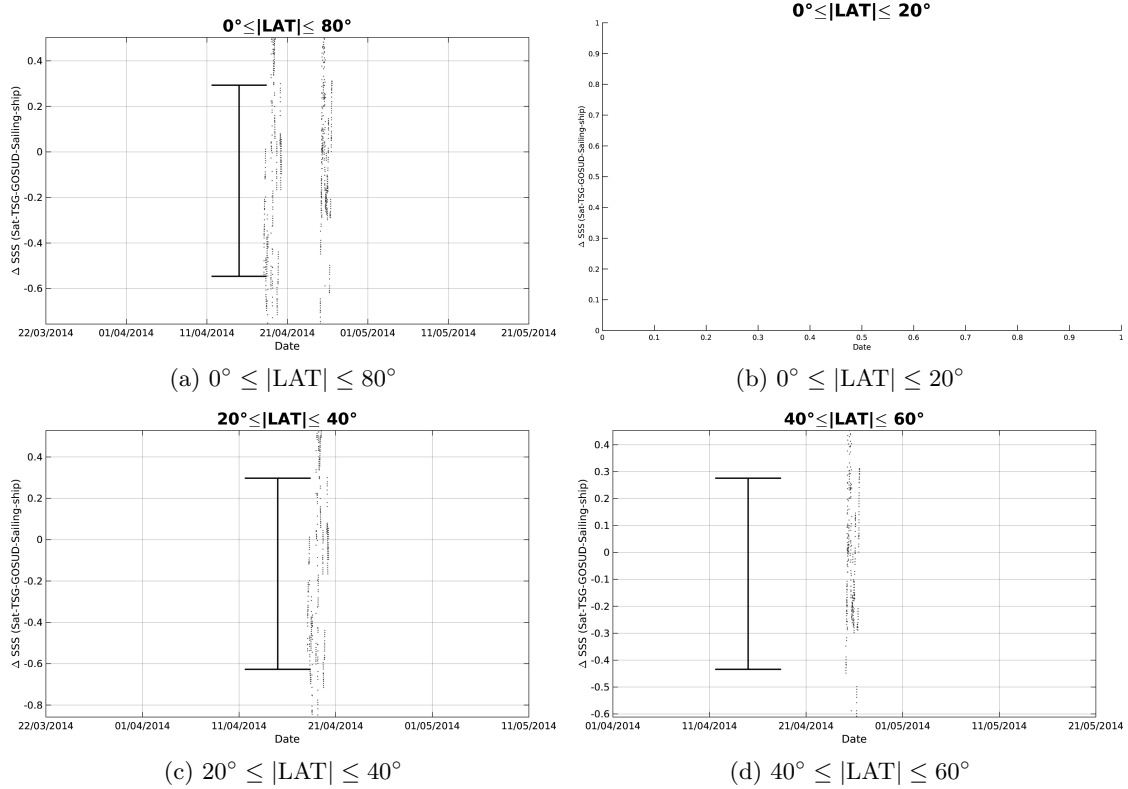 0°≤|LAT|≤ 80°
0.4
0.2
0
-0.2
-0.4
-0.6
Δ SSS (Sat-TSG-GOSUD-Sailing-ship)
22/03/2014 01/04/2014 11/04/2014 21/04/2014 01/05/2014 11/05/2014 21/05/2014
Date
(a) 0° ≤ |LAT| ≤ 80°
0°≤|LAT|≤ 20°
1
0.9
0.8
0.7
0.6
0.5
0.4
0.3
0.2
0.1
0
Δ SSS (Sat-TSG-GOSUD-Sailing-ship)
0 0.1 0.2 0.3 0.4 0.5 0.6 0.7 0.8 0.9 1
Date
(b) 0° ≤ |LAT| ≤ 20°
20°≤|LAT|≤ 40°
0.4
0.2
0
-0.2
-0.4
-0.6
-0.8
Δ SSS (Sat-TSG-GOSUD-Sailing-ship)
22/03/2014 01/04/2014 11/04/2014 21/04/2014 01/05/2014 11/05/2014
Date
(c) 20° ≤ |LAT| ≤ 40°
40°≤|LAT|≤ 60°
0.4
0.3
0.2
0.1
0
-0.1
-0.2
-0.3
-0.4
-0.5
-0.6
Δ SSS (Sat-TSG-GOSUD-Sailing-ship)
01/04/2014 11/04/2014 21/04/2014 01/05/2014 11/05/2014 21/05/2014
Date
(d) 40° ≤ |LAT| ≤ 60°